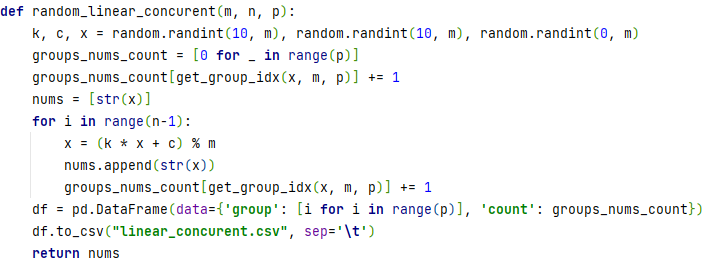 def random_linear_concurent(m, n, p):
    k, c, x = random.randint(10, m), random.randint(10, m), random.randint(0, m)
    groups_nums_count = [0 for _ in range(p)]
    groups_nums_count[get_group_idx(x, m, p)] += 1
    nums = [str(x)]
    for i in range(n-1):
        x = (k * x + c) % m
        nums.append(str(x))
        groups_nums_count[get_group_idx(x, m, p)] += 1
    df = pd.DataFrame(data={'group': [i for i in range(p)], 'count': groups_nums_count})
    df.to_csv("linear_concurent.csv", sep='\t')
    return nums